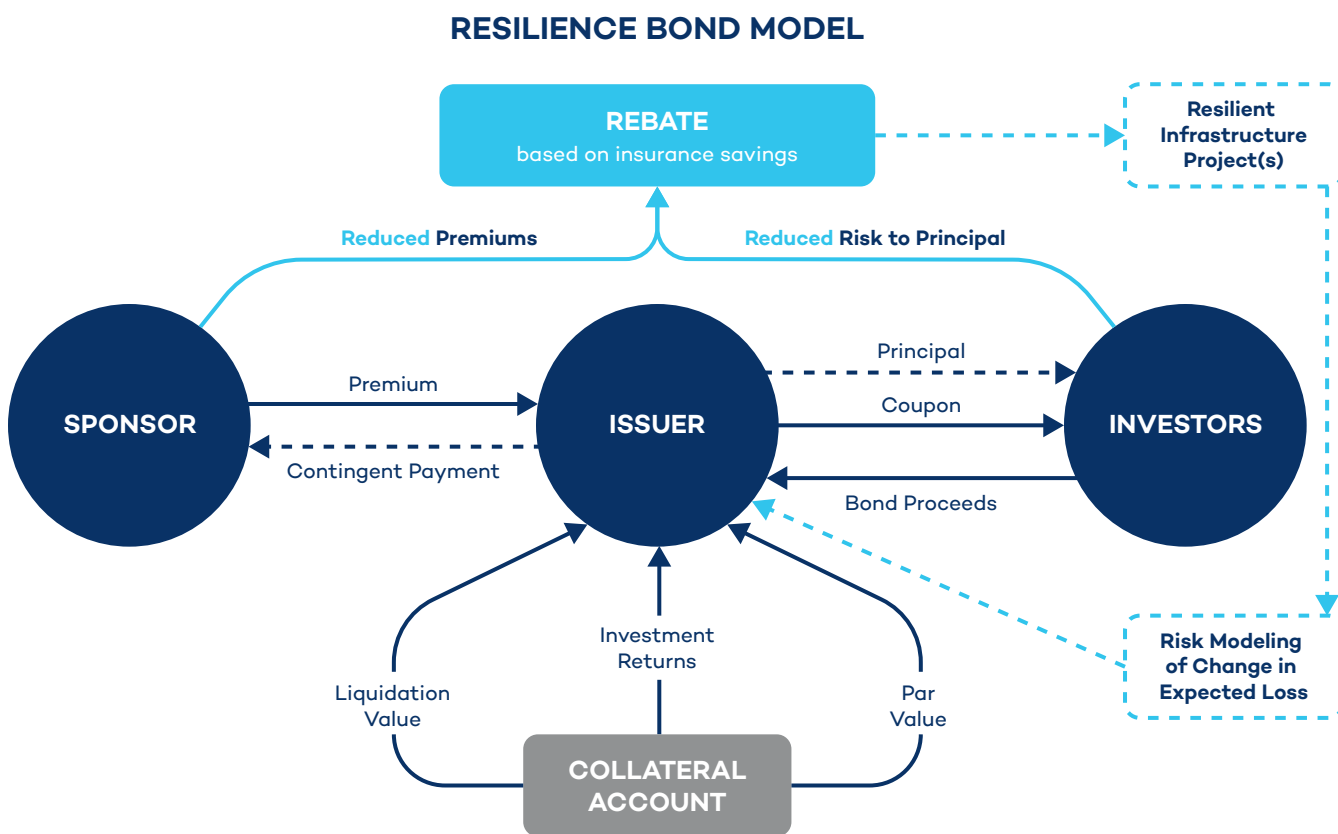 RESILIENCE BOND MODEL
REBATE
based on insurance savings
Resilient
Infrastructure
Project(s)
Reduced Premiums
Reduced Risk to Principal
SPONSOR
Premium
Contingent Payment
ISSUER
Principal
Coupon
Bond Proceeds
INVESTORS
Liquidation
Value
Investment
Returns
Par
Value
Risk Modeling
of Change in
Expected Loss
COLLATERAL
ACCOUNT